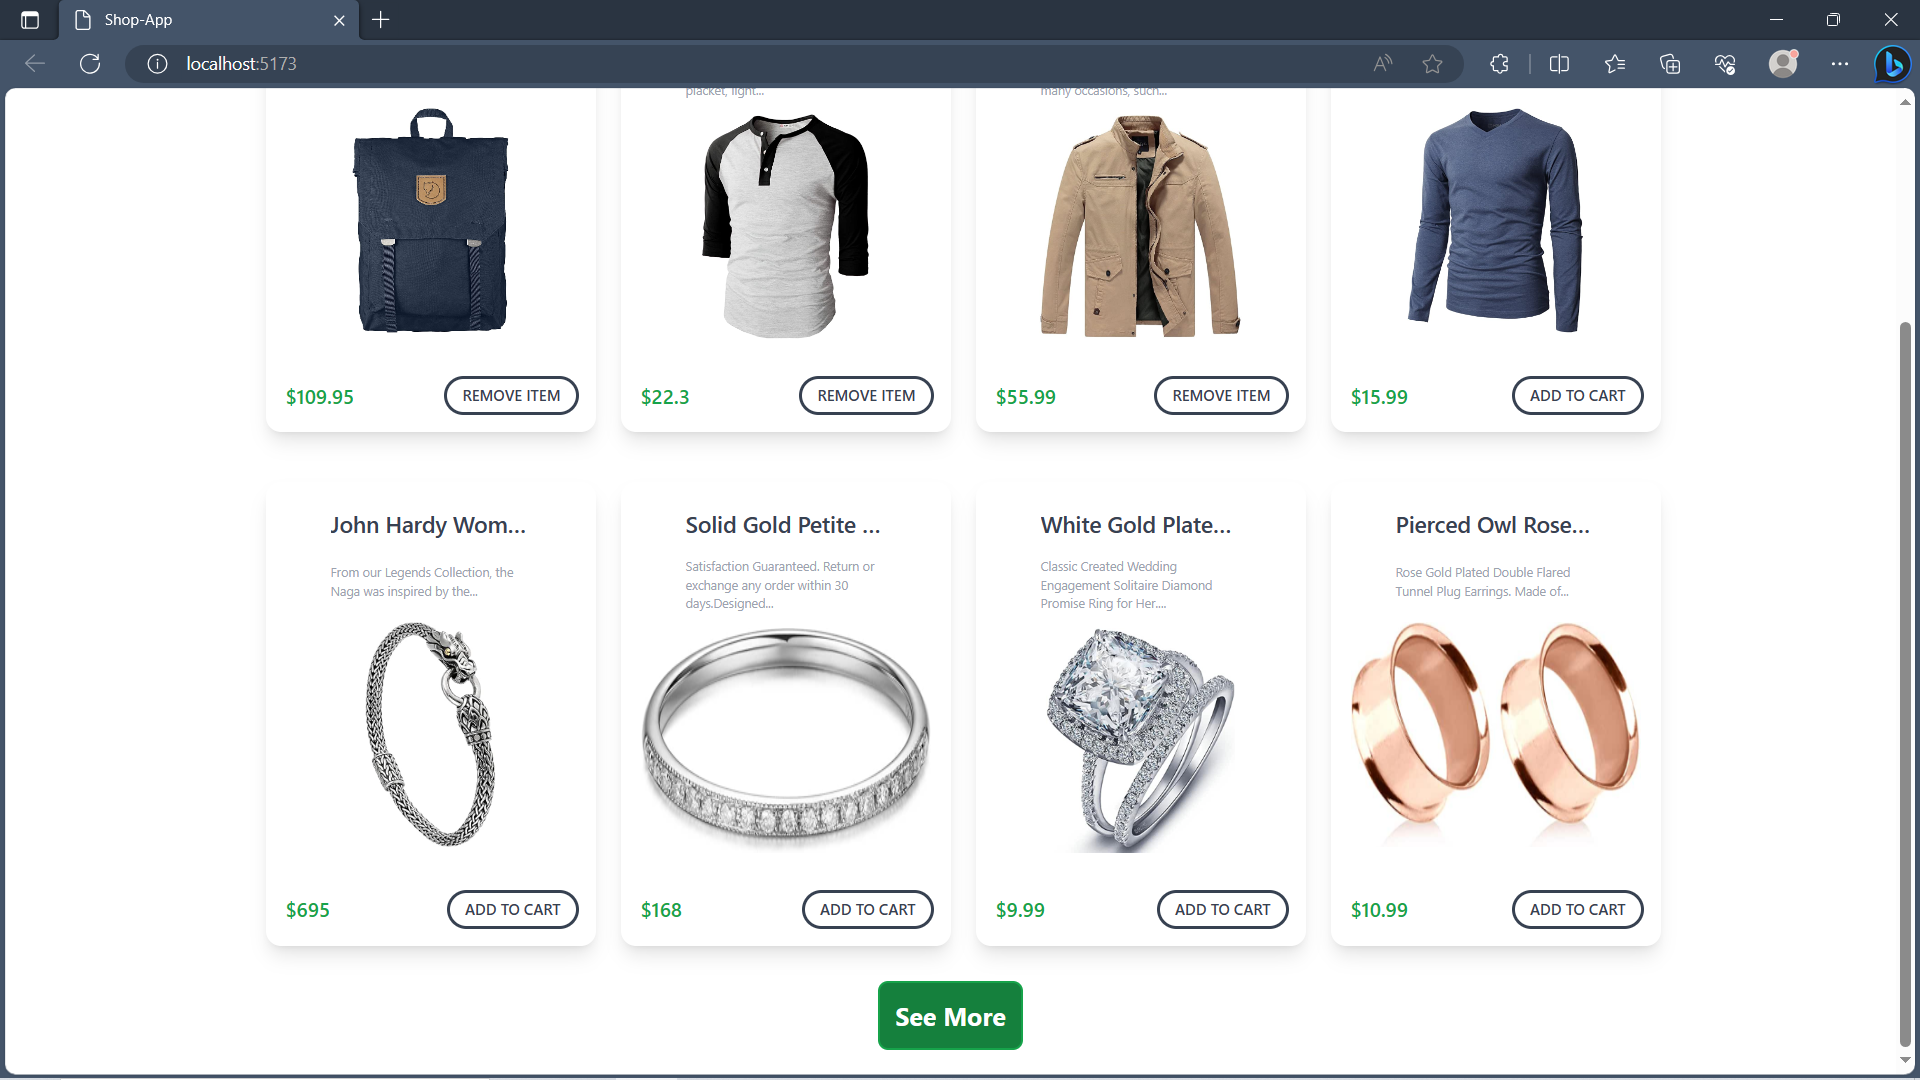 Shop-App
localhost:5173
placket, light...
many occasions, such...
$109.95
REMOVE ITEM
$22.3
REMOVE ITEM
$55.99
REMOVE ITEM
$15.99
ADD TO CART
John Hardy Wom...
From our Legends Collection, the
Naga was inspired by the...
Solid Gold Petite ...
Satisfaction Guaranteed. Return or
exchange any order within 30
days.Designed...
White Gold Plate...
Classic Created Wedding
Engagement Solitaire Diamond
Promise Ring for Her....
Pierced Owl Rose...
Rose Gold Plated Double Flared
Tunnel Plug Earrings. Made of...
$695
ADD TO CART
$168
ADD TO CART
$9.99
ADD TO CART
$10.99
ADD TO CART
See More